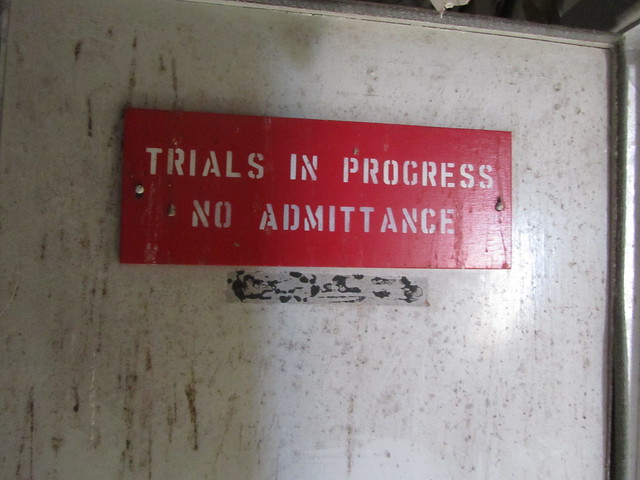 TRIALS IN PROGRESS
NO ADMITTANCE